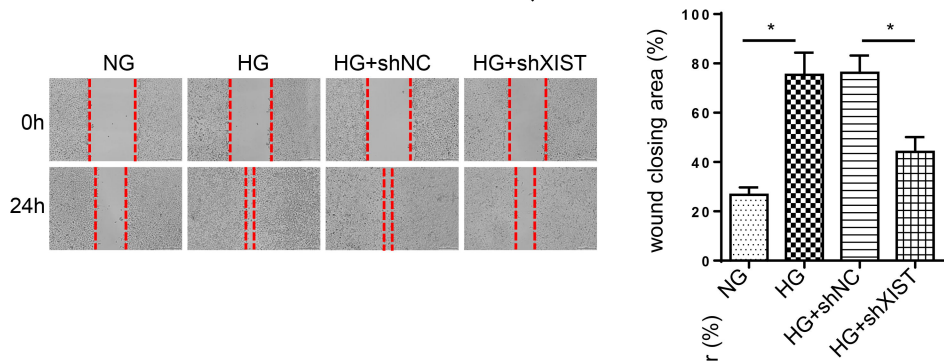 NG HG HG+shNC HG+shXIST
0h
24h
wound closing area (%)
100
80
60
40
20
0
* *
NG HG HG+shNC HG+shXIST
r (%)